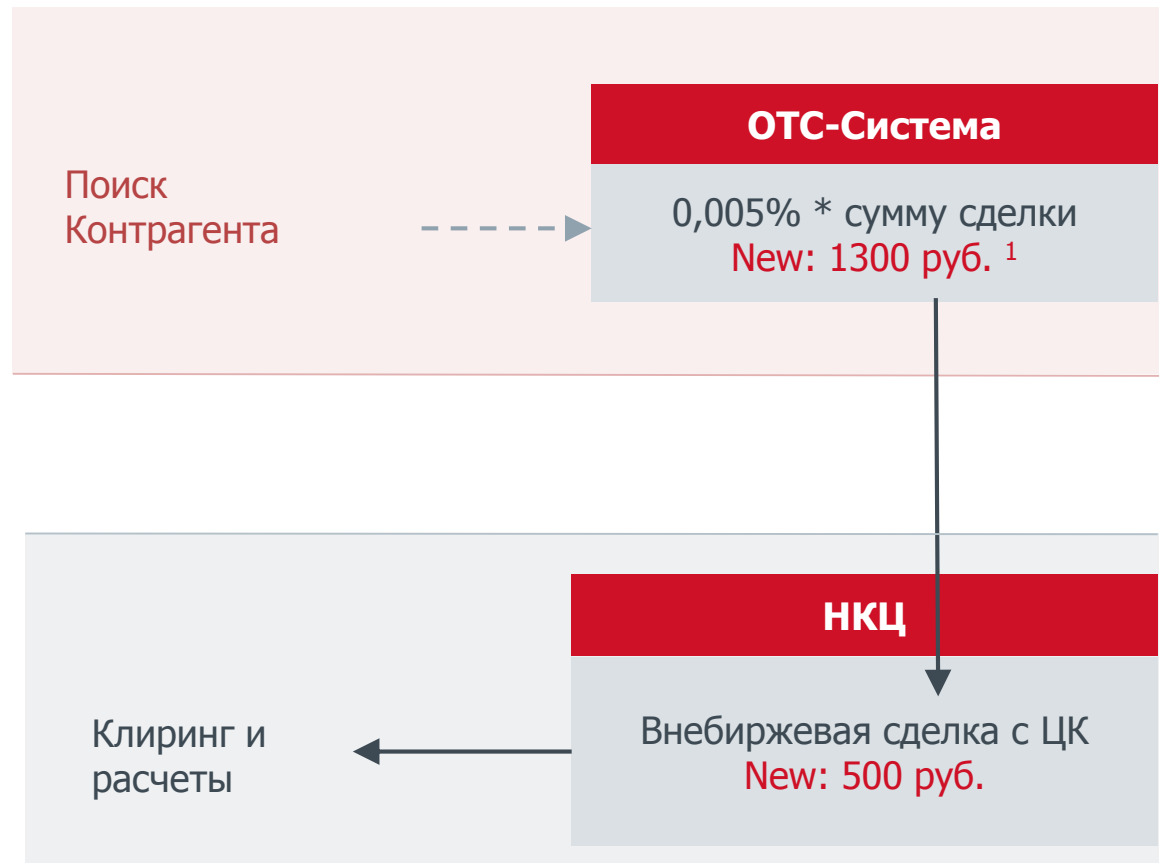 ОТС-Система
Поиск
Контрагента
0,005% * сумму сделки
New: 1300 руб. ¹
НКЦ
Клиринг и
расчеты
Внебиржевая сделка с ЦК
New: 500 руб.